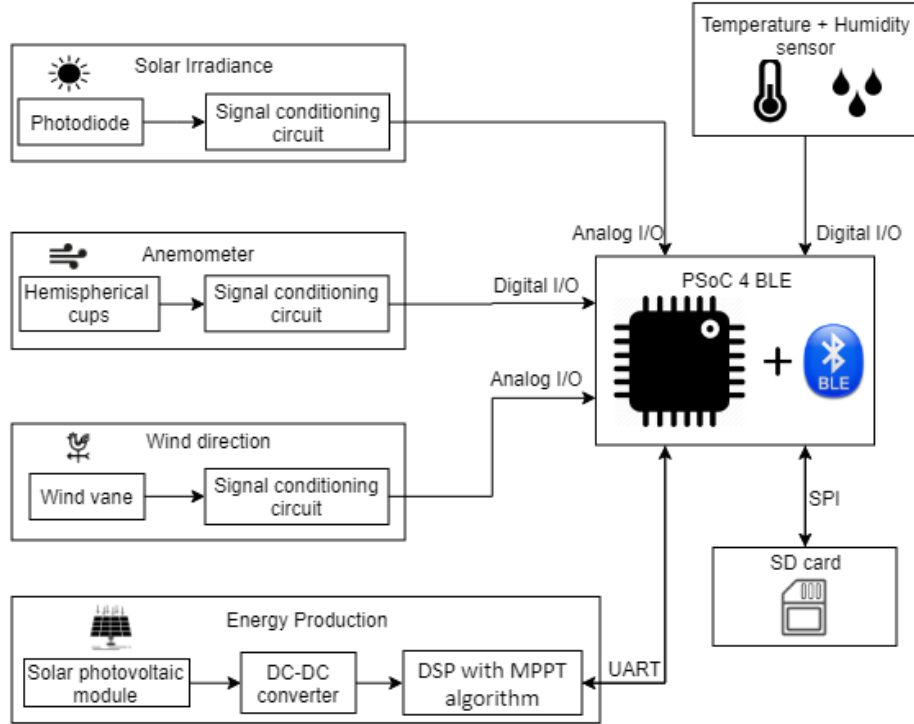 Solar Irradiance
Photodiode
Signal conditioning
circuit
Temperature + Humidity
sensor
Analog I/O
Digital I/O
Anemometer
Hemispherical
cups
Signal conditioning
circuit
Digital I/O
PSoC 4 BLE
BLE
Analog I/O
Wind direction
Wind vane
Signal conditioning
circuit
SPI
SD card
Energy Production
Solar photovoltaic
module
DC-DC
converter
DSP with MPPT
algorithm
UART